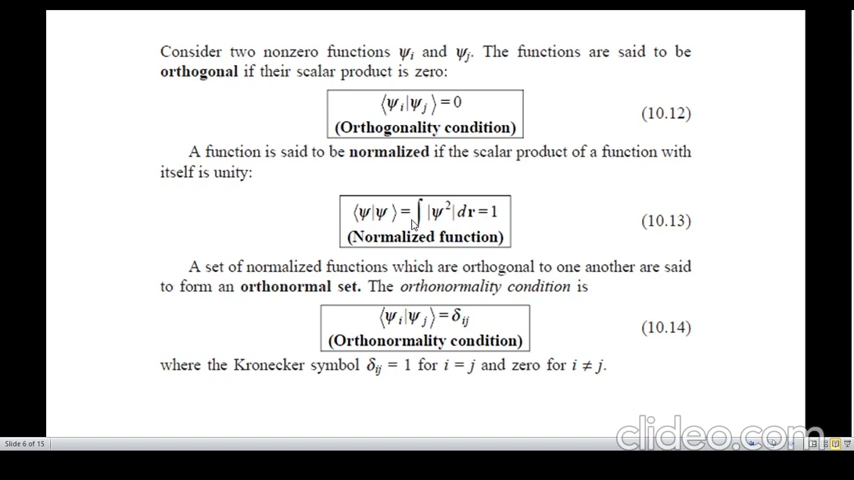 Consider two nonzero functions ψi and ψj. The functions are said to be
orthogonal if their scalar product is zero:
⟨ψi|ψj⟩ = 0
(Orthogonality condition)
(10.12)
A function is said to be normalized if the scalar product of a function with
itself is unity:
⟨ψ|ψ⟩ = ∫ |ψ²| dr = 1
(Normalized function)
(10.13)
A set of normalized functions which are orthogonal to one another are said
to form an orthonormal set. The orthonormality condition is
⟨ψi|ψj⟩ = δij
(Orthonormality condition)
(10.14)
where the Kronecker symbol δij = 1 for i = j and zero for i ≠ j.
Slide 6 of 15
clideo.com